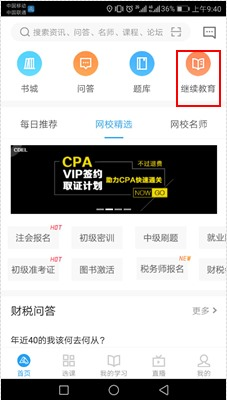 中国移动
中国联通
36% 上午9:40
搜索资讯、问答、名师、课程、论坛
书城 问答 题库 继续教育
每日推荐 网校精选 网校名师
CDEL 不过退费
CPA
VIP签约
取证计划
助力CPA快速通关
NOW GO
HOT
注会报名 初级密训 中级刷题 就业
HOT NEW
初级准考证 图书激活 税务师报名
财税问答 更多 >
年近40的我该何去何从?
首页 选课 我的学习 直播 我的